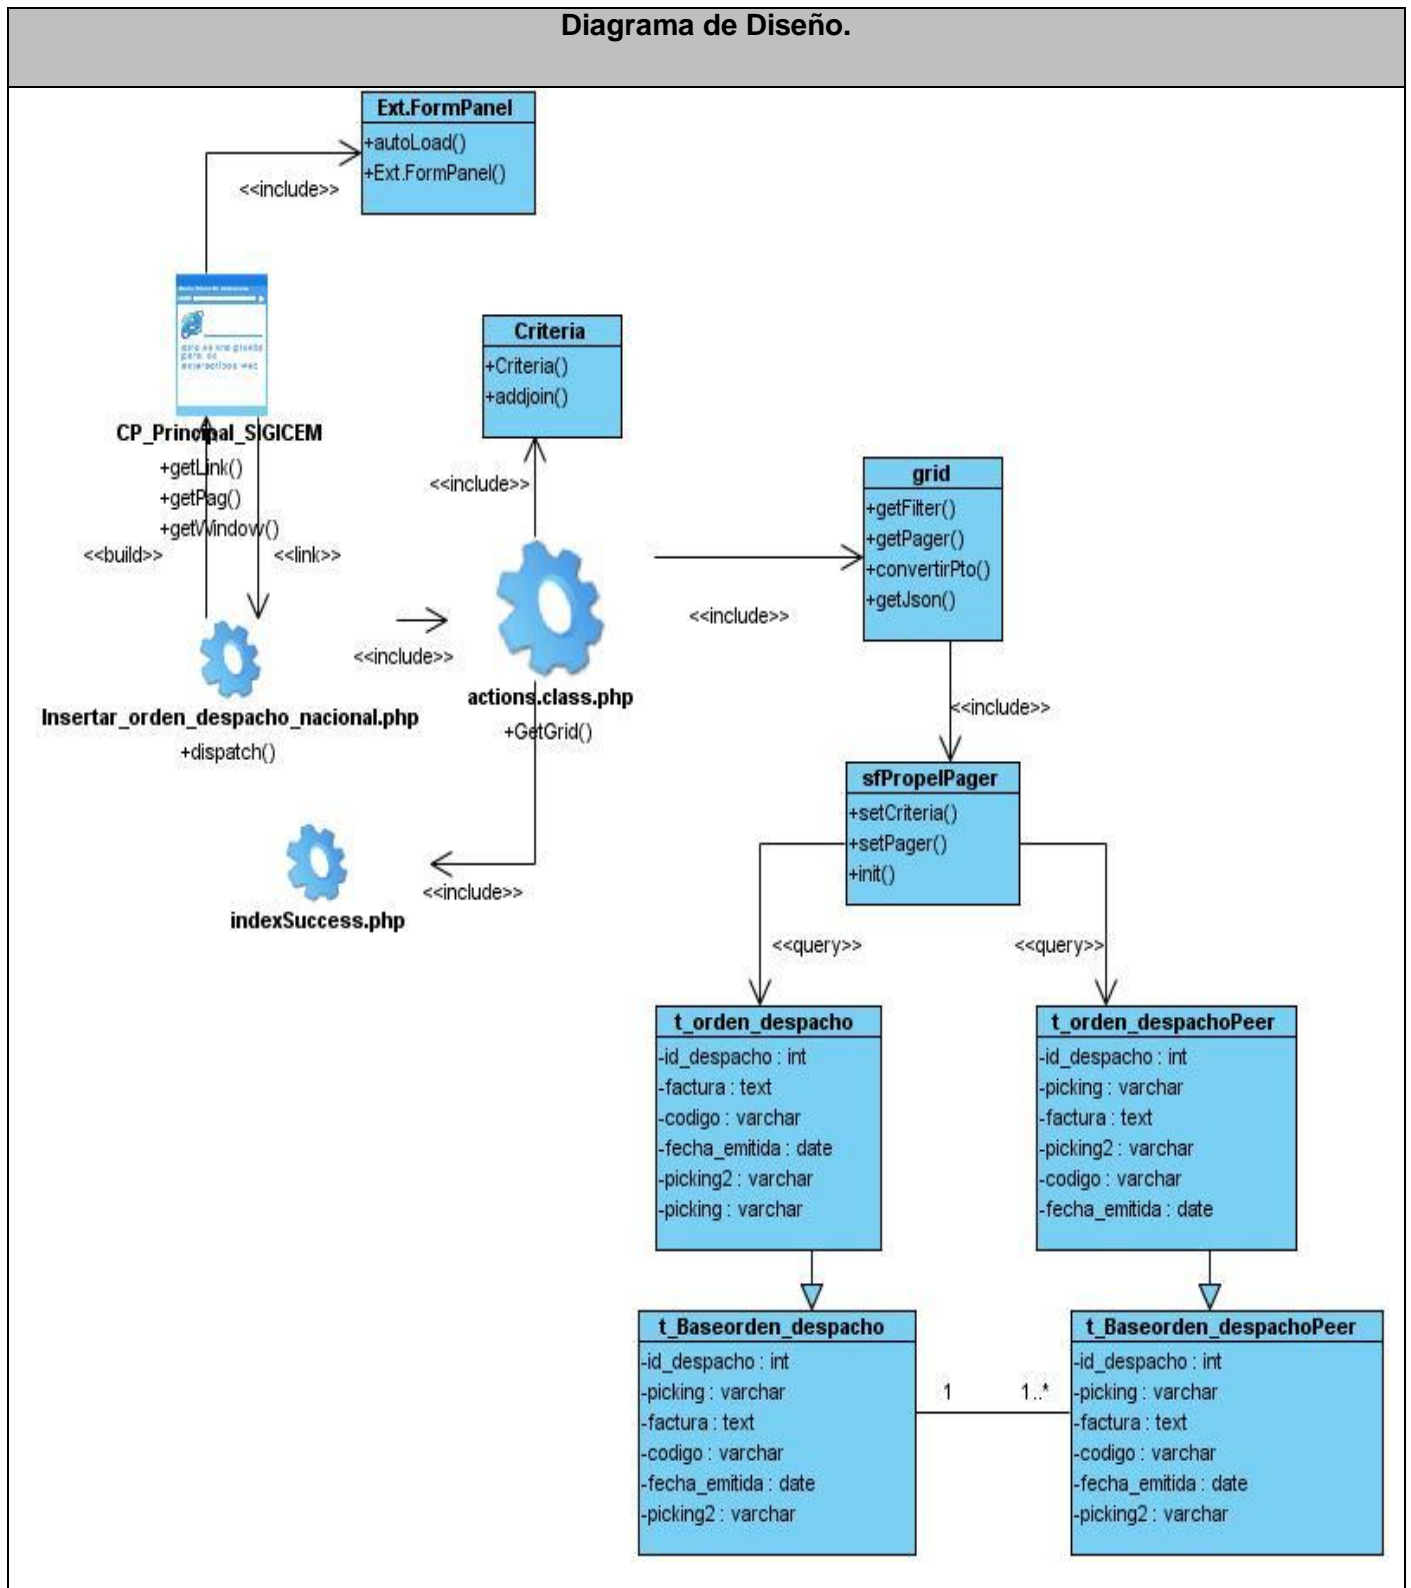 Diagrama de Diseño.
Ext.FormPanel
+autoLoad()
+Ext.FormPanel()
<<include>>
CP_Principal_SIGICEM
+getLink()
+getPag()
+getWindow()
<<build>>
<<link>>
Criteria
+Criteria()
+addjoin()
<<include>>
grid
+getFilter()
+getPager()
+convertirPto()
+getJson()
<<include>>
<<include>>
Insertar_orden_despacho_nacional.php
+dispatch()
actions.class.php
+GetGrid()
<<include>>
sfPropelPager
+setCriteria()
+setPager()
+init()
<<include>>
indexSuccess.php
<<query>>
<<query>>
t_orden_despacho
-id_despacho : int
-factura : text
-codigo : varchar
-fecha_emitida : date
-picking2 : varchar
-picking : varchar
t_orden_despachoPeer
-id_despacho : int
-picking : varchar
-factura : text
-picking2 : varchar
-codigo : varchar
-fecha_emitida : date
t_Baseorden_despacho
-id_despacho : int
-picking : varchar
-factura : text
-codigo : varchar
-fecha_emitida : date
-picking2 : varchar
1
1..*
t_Baseorden_despachoPeer
-id_despacho : int
-picking : varchar
-factura : text
-codigo : varchar
-fecha_emitida : date
-picking2 : varchar